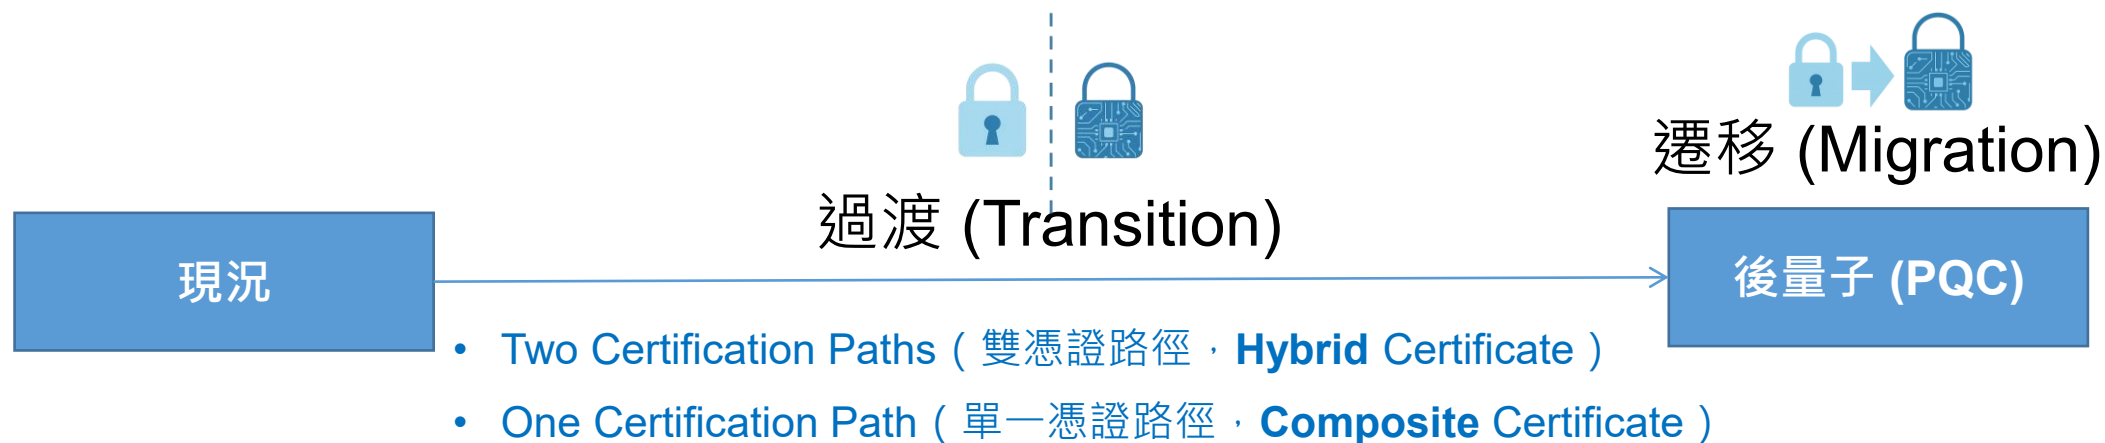 遷移 (Migration)
過渡 (Transition)
現況
後量子 (PQC)
• Two Certification Paths（雙憑證路徑，Hybrid Certificate）
• One Certification Path（單一憑證路徑，Composite Certificate）